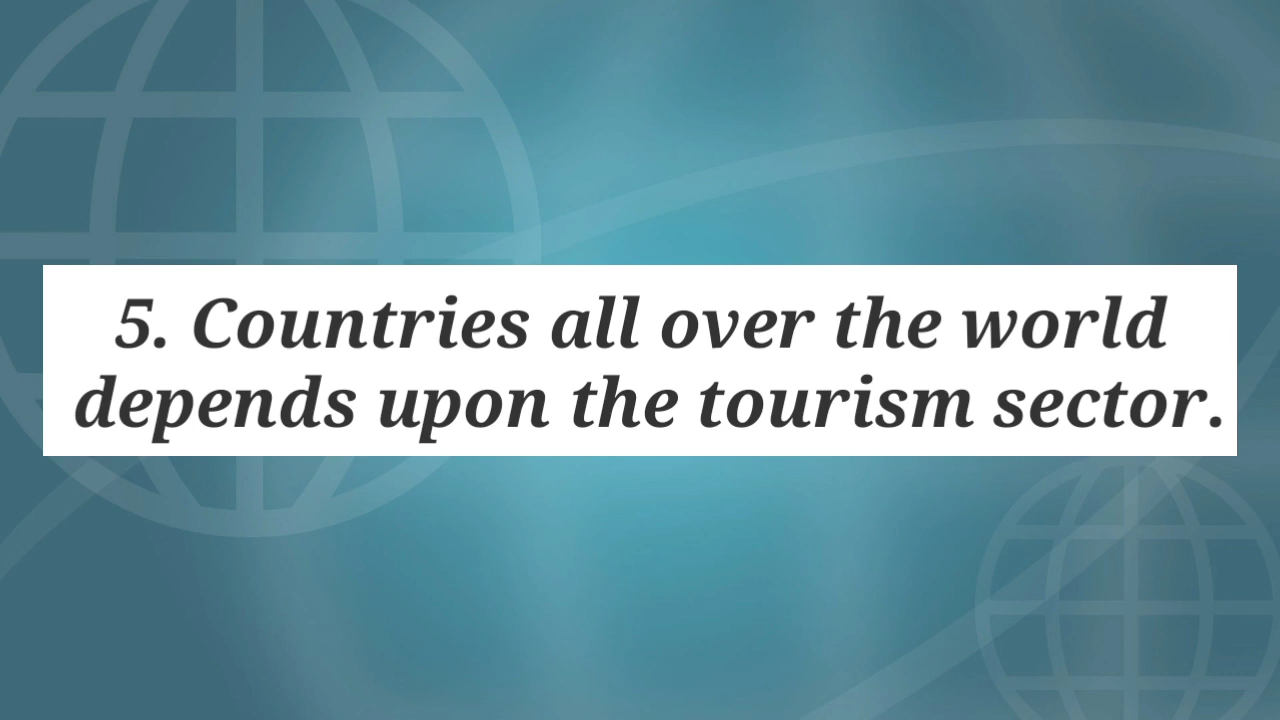 5. Countries all over the world
depends upon the tourism sector.